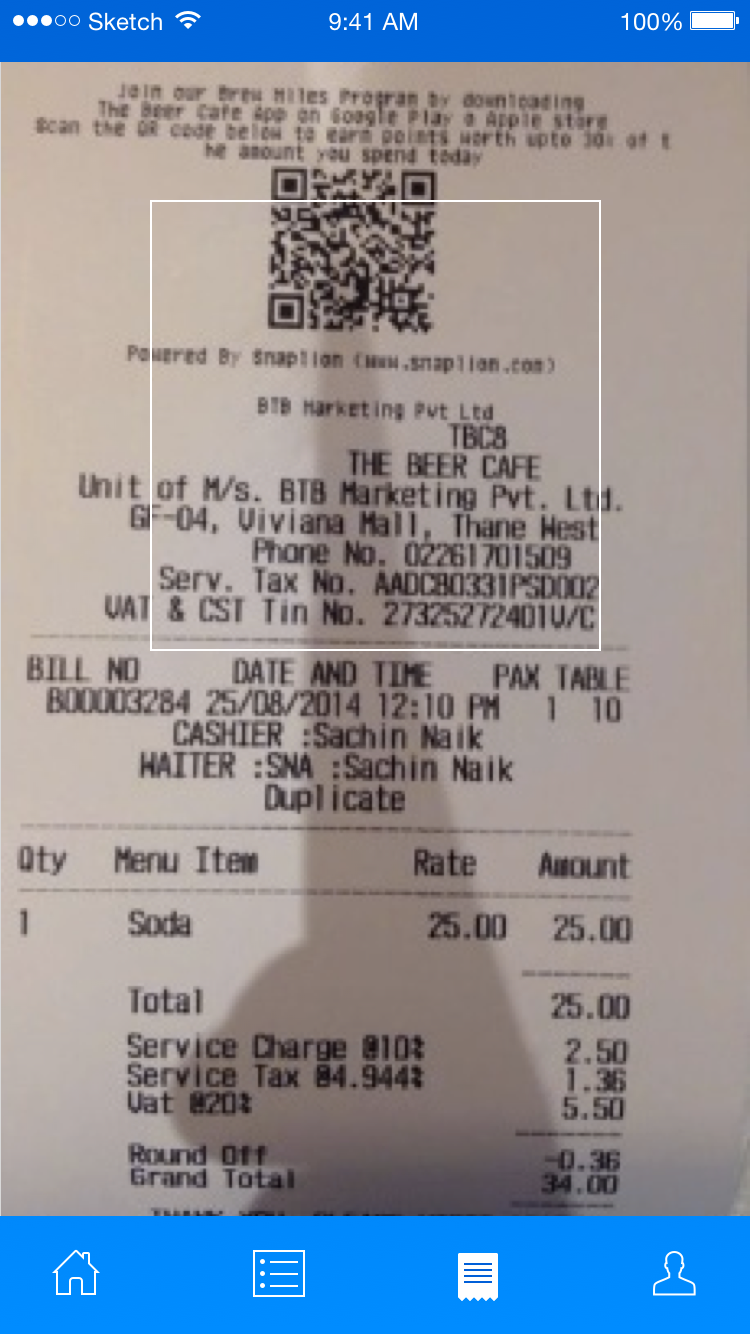 Sketch 9:41 AM 100%
Join our Brew Miles Program by downloading
The Beer Cafe App on Google Play o Apple store
Scan the QR code below to earn points worth upto 30% of t
he amount you spend today
Powered By Snaplion (www.snaplion.com)
BTB Marketing Pvt Ltd
TBC8
THE BEER CAFE
Unit of M/s. BTB Marketing Pvt. Ltd.
GF-04, Viviana Mall, Thane West
Phone No. 02261701509
Serv. Tax No. AADCB0331PSD002
VAT & CST Tin No. 27325272401V/C
BILL NO DATE AND TIME PAX TABLE
B00003284 25/08/2014 12:10 PM 1 10
CASHIER :Sachin Naik
WAITER :SNA :Sachin Naik
Duplicate
Qty Menu Item Rate Amount
1 Soda 25.00 25.00
Total 25.00
Service Charge @10% 2.50
Service Tax @4.944% 1.36
Vat @20% 5.50
Round Off -0.36
Grand Total 34.00